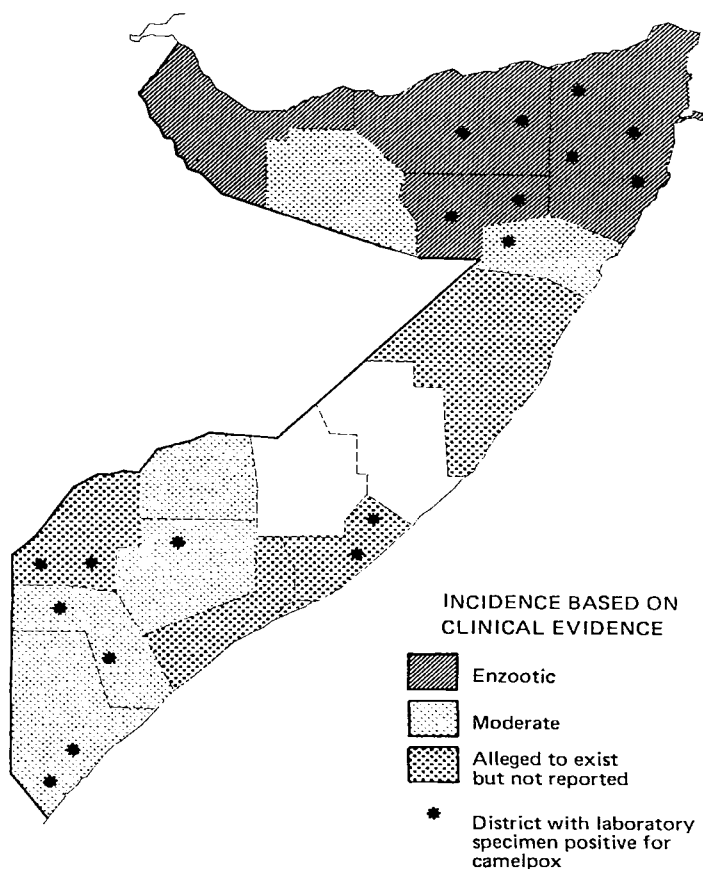 INCIDENCE BASED ON
CLINICAL EVIDENCE
Enzootic
Moderate
Alleged to exist
but not reported
District with laboratory
specimen positive for
camelpox